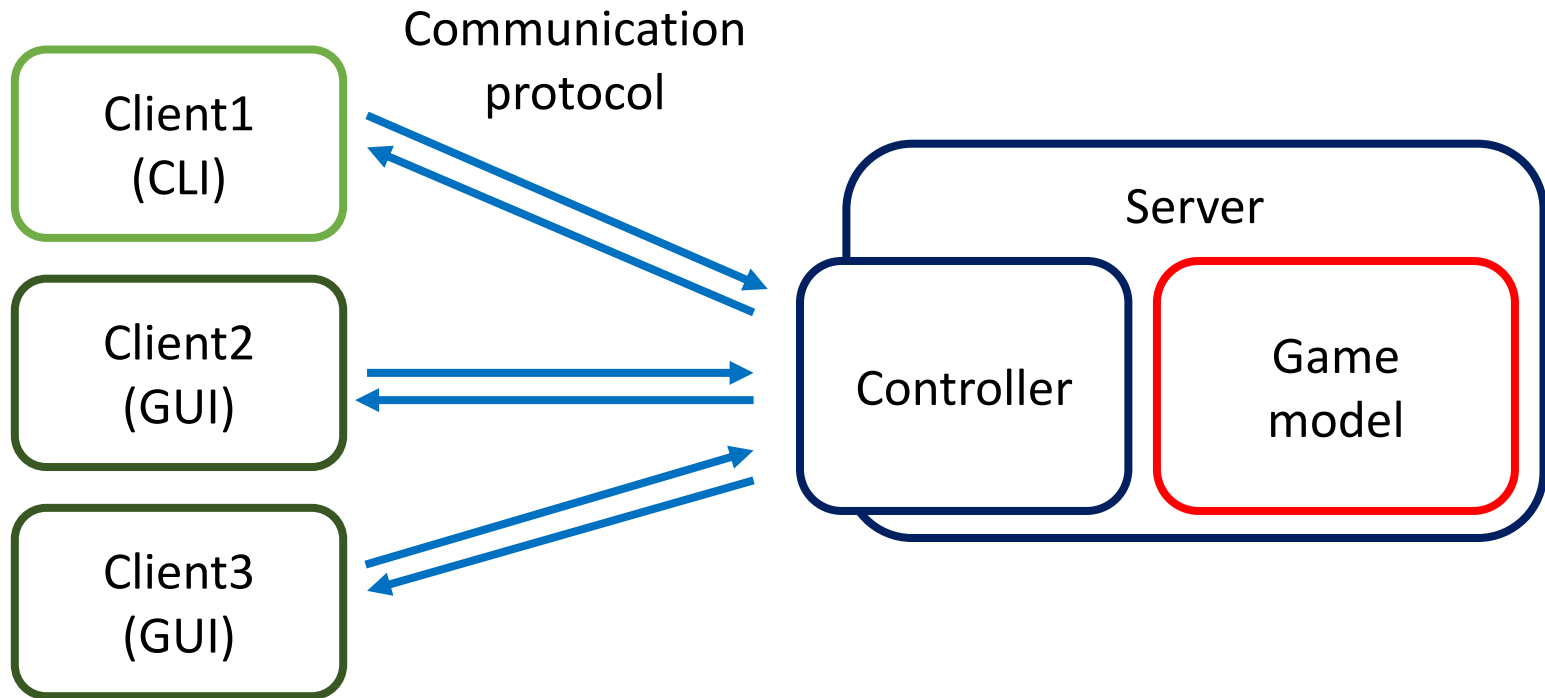 Communication
protocol
Client1
(CLI)
Client2
(GUI)
Client3
(GUI)
Server
Controller
Game
model